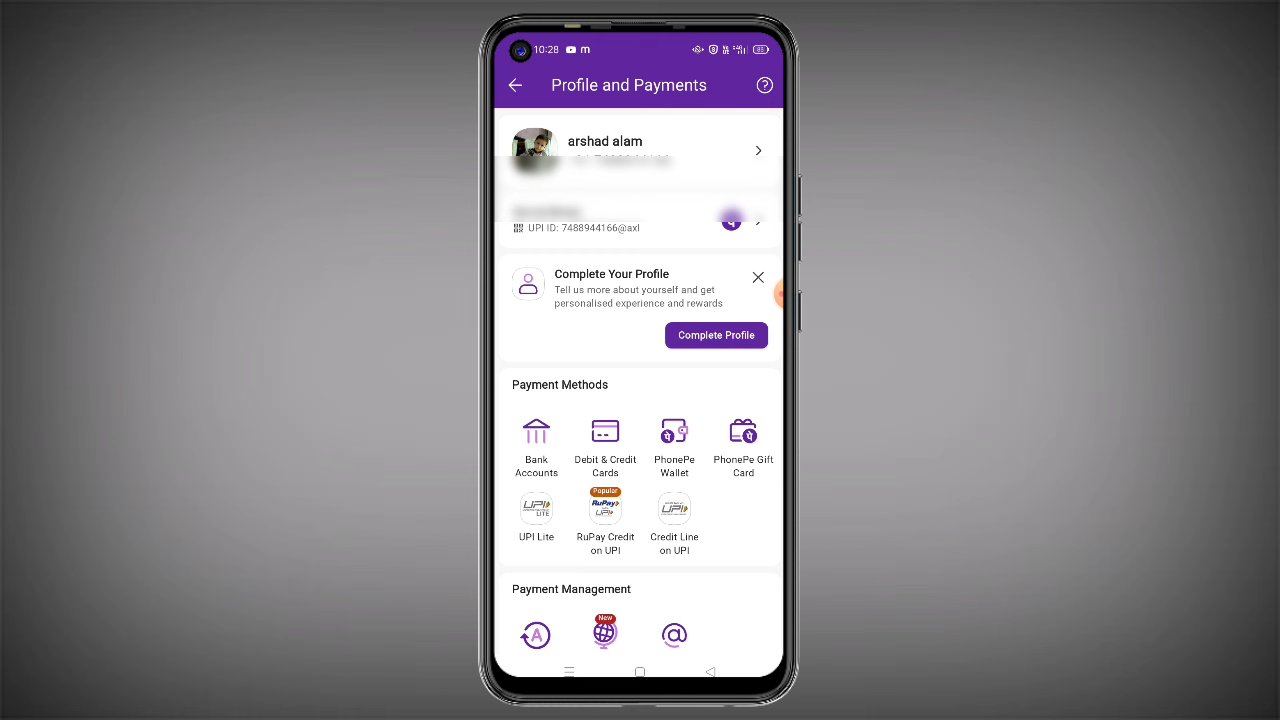 10:28 m
Profile and Payments
arshad alam
UPI ID: 7488944166@axl
Complete Your Profile
Tell us more about yourself and get
personalised experience and rewards
Complete Profile
Payment Methods
Bank Accounts
Debit & Credit Cards
PhonePe Wallet
PhonePe Gift Card
UPI
LITE
UPI Lite
Popular
RuPay
UPI
RuPay Credit on UPI
UPI
Credit Line on UPI
Payment Management
A
New
@